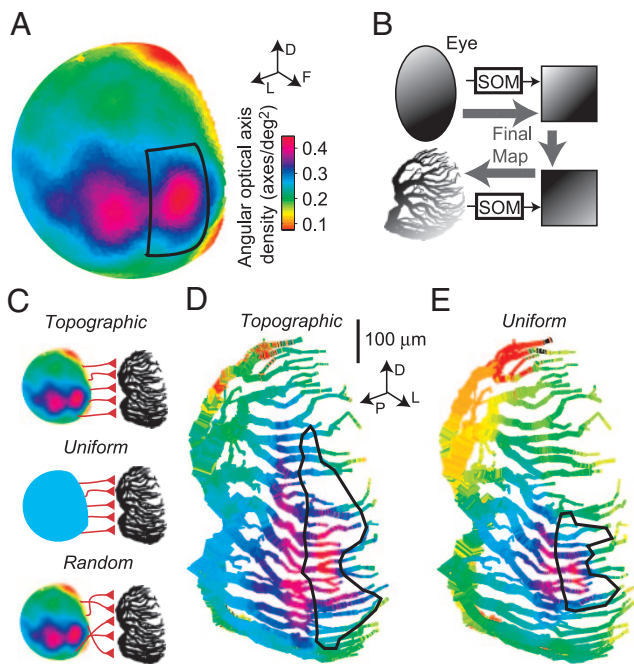 A
D
L
F
Angular optical axis
density (axes/deg²)
0.4
0.3
0.2
0.1
B
Eye
SOM
Final
Map
SOM
C
Topographic
Uniform
Random
D
Topographic
100 μm
D
P
L
E
Uniform